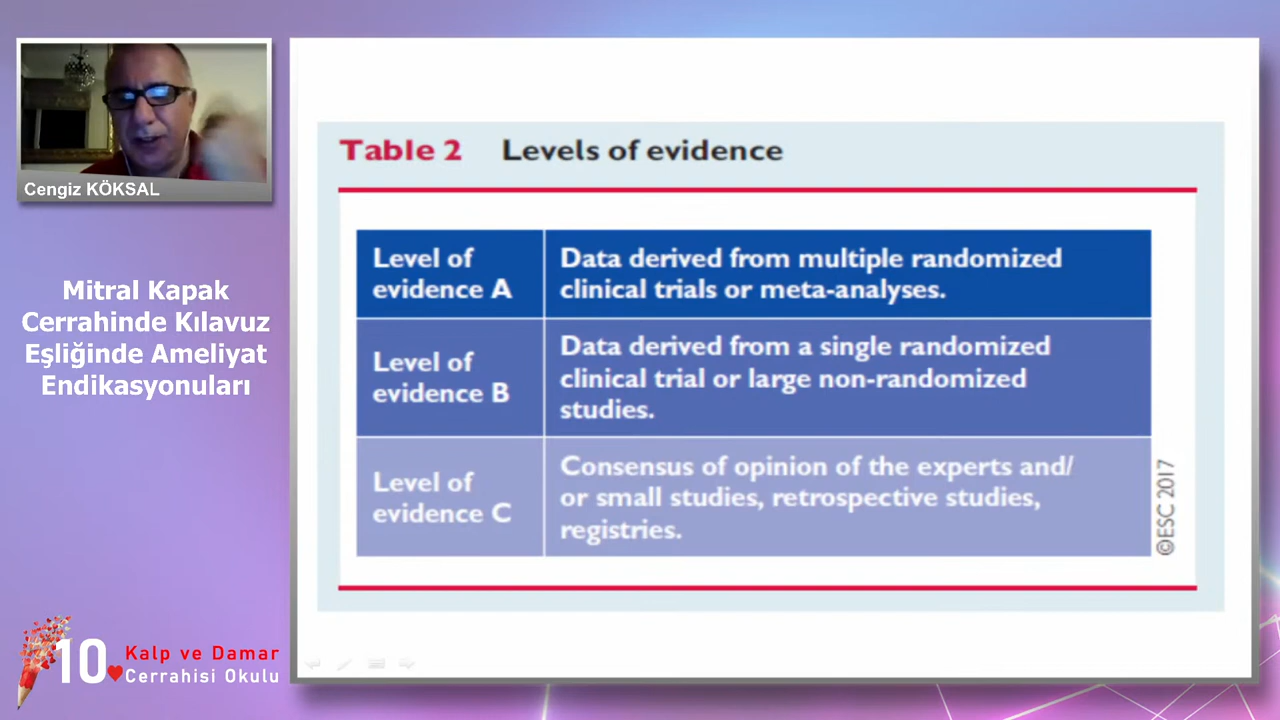 Cengiz KÖKSAL
Mitral Kapak
Cerrahinde Kılavuz
Eşliğinde Ameliyat
Endikasyonuları
10.
Kalp ve Damar
Cerrahisi Okulu
Table 2 Levels of evidence
Level of
evidence A
Data derived from multiple randomized
clinical trials or meta-analyses.
Level of
evidence B
Data derived from a single randomized
clinical trial or large non-randomized
studies.
Level of
evidence C
Consensus of opinion of the experts and/
or small studies, retrospective studies,
registries.
©ESC 2017